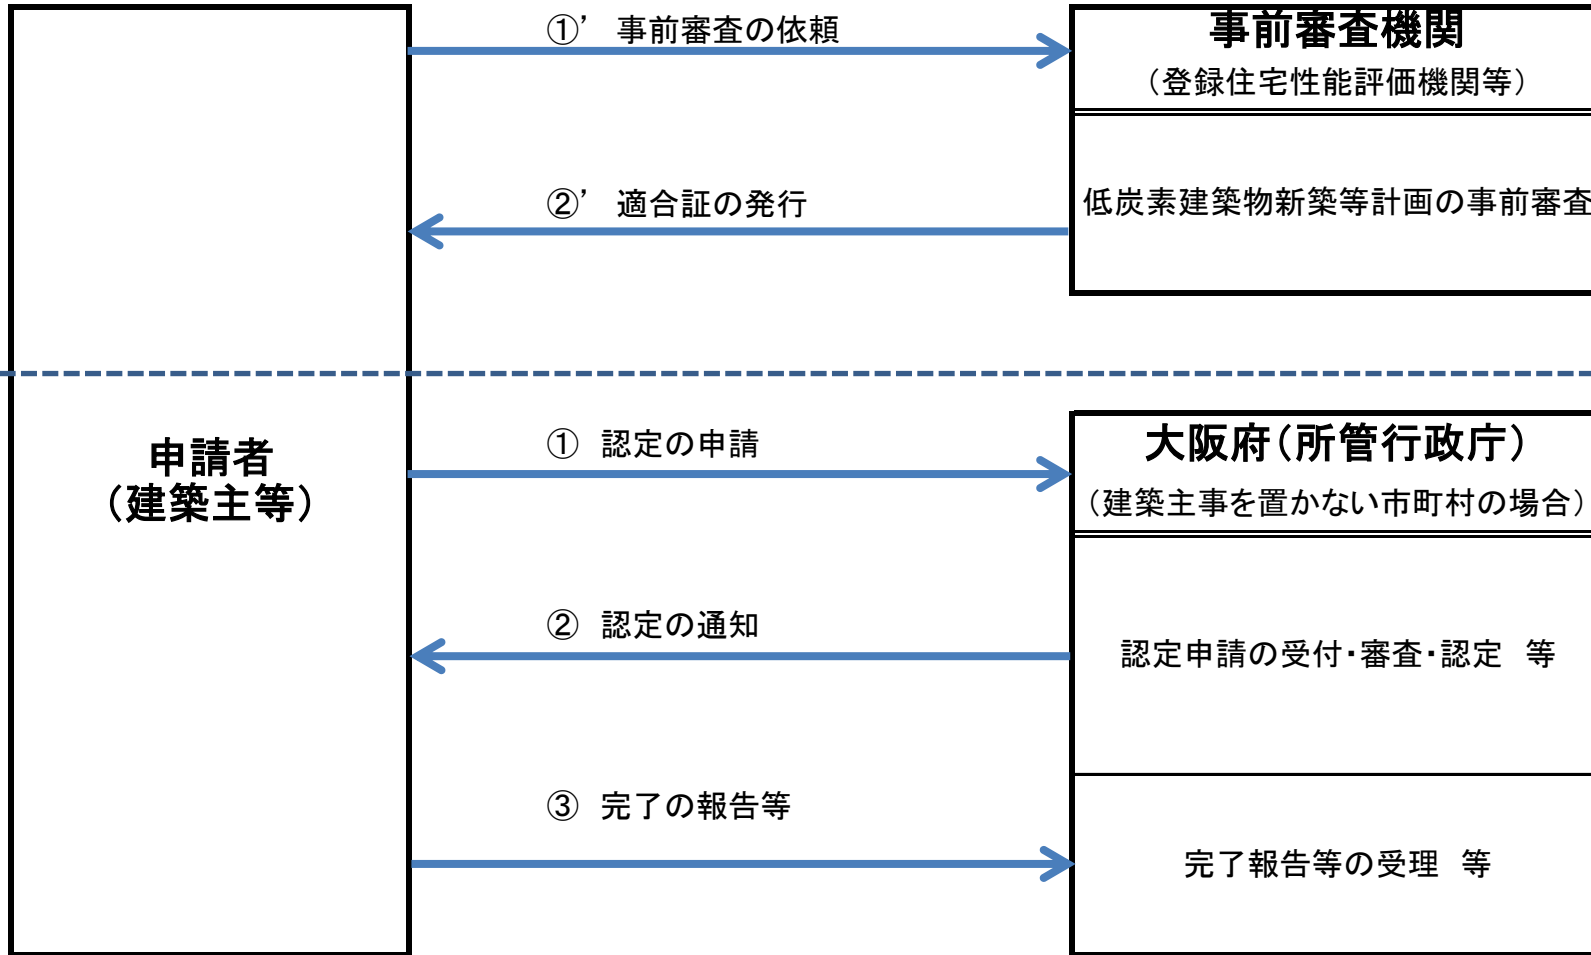 ①’ 事前審査の依頼
事前審査機関
（登録住宅性能評価機関等）
②’ 適合証の発行
低炭素建築物新築等計画の事前審査
申請者
（建築主等）
① 認定の申請
大阪府（所管行政庁）
（建築主事を置かない市町村の場合）
② 認定の通知
認定申請の受付・審査・認定　等
③ 完了の報告等
完了報告等の受理　等